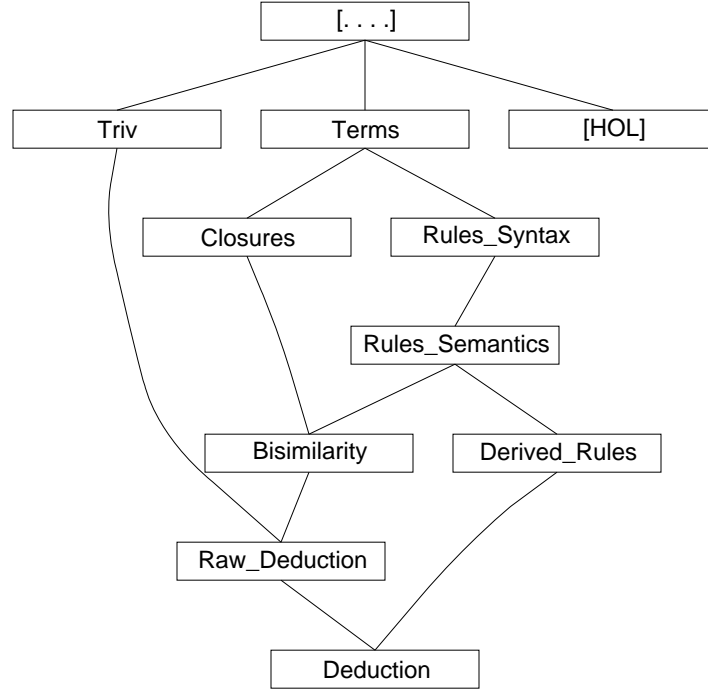 [. . . .]
Triv
Terms
[HOL]
Closures
Rules_Syntax
Rules_Semantics
Bisimilarity
Derived_Rules
Raw_Deduction
Deduction